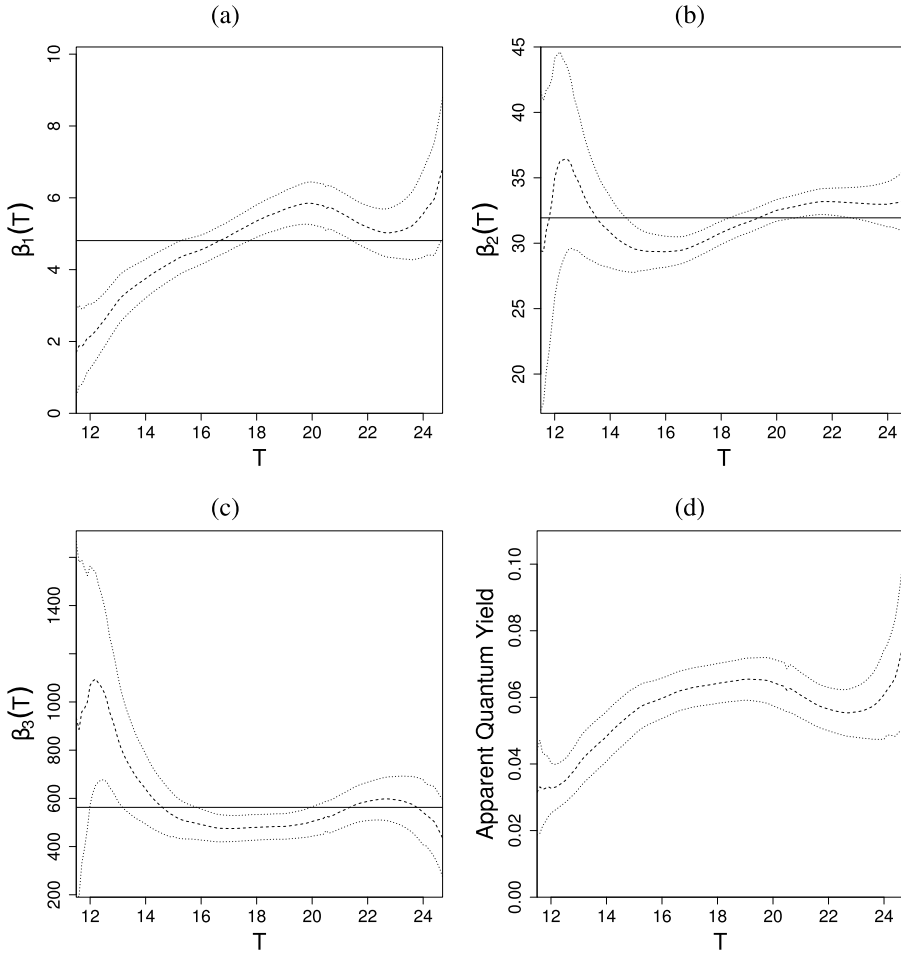 (a)
10
8
6
4
2
0
β₁(T)
12 14 16 18 20 22 24
T
(b)
45
40
35
30
25
20
β₂(T)
12 14 16 18 20 22 24
T
(c)
1400
1000
800
600
400
200
β₃(T)
12 14 16 18 20 22 24
T
(d)
0.10
0.08
0.06
0.04
0.02
0.00
Apparent Quantum Yield
12 14 16 18 20 22 24
T